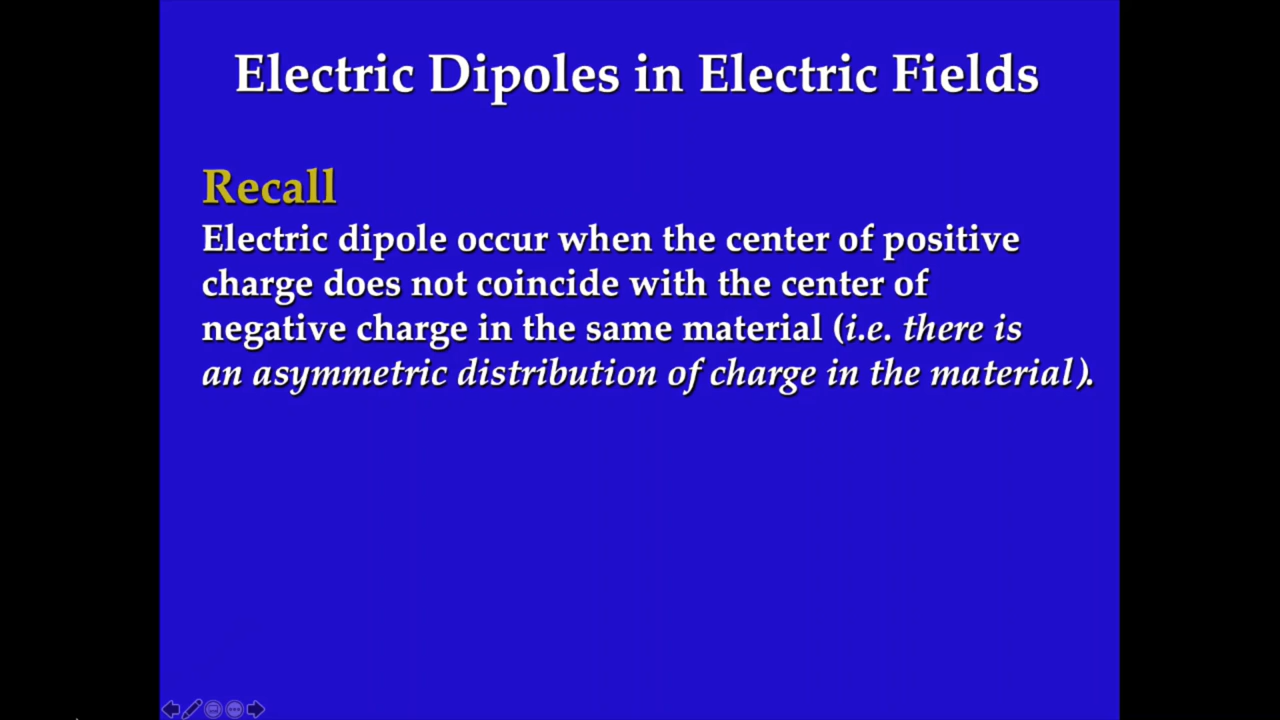 Electric Dipoles in Electric Fields
Recall
Electric dipole occur when the center of positive
charge does not coincide with the center of
negative charge in the same material (i.e. there is
an asymmetric distribution of charge in the material).